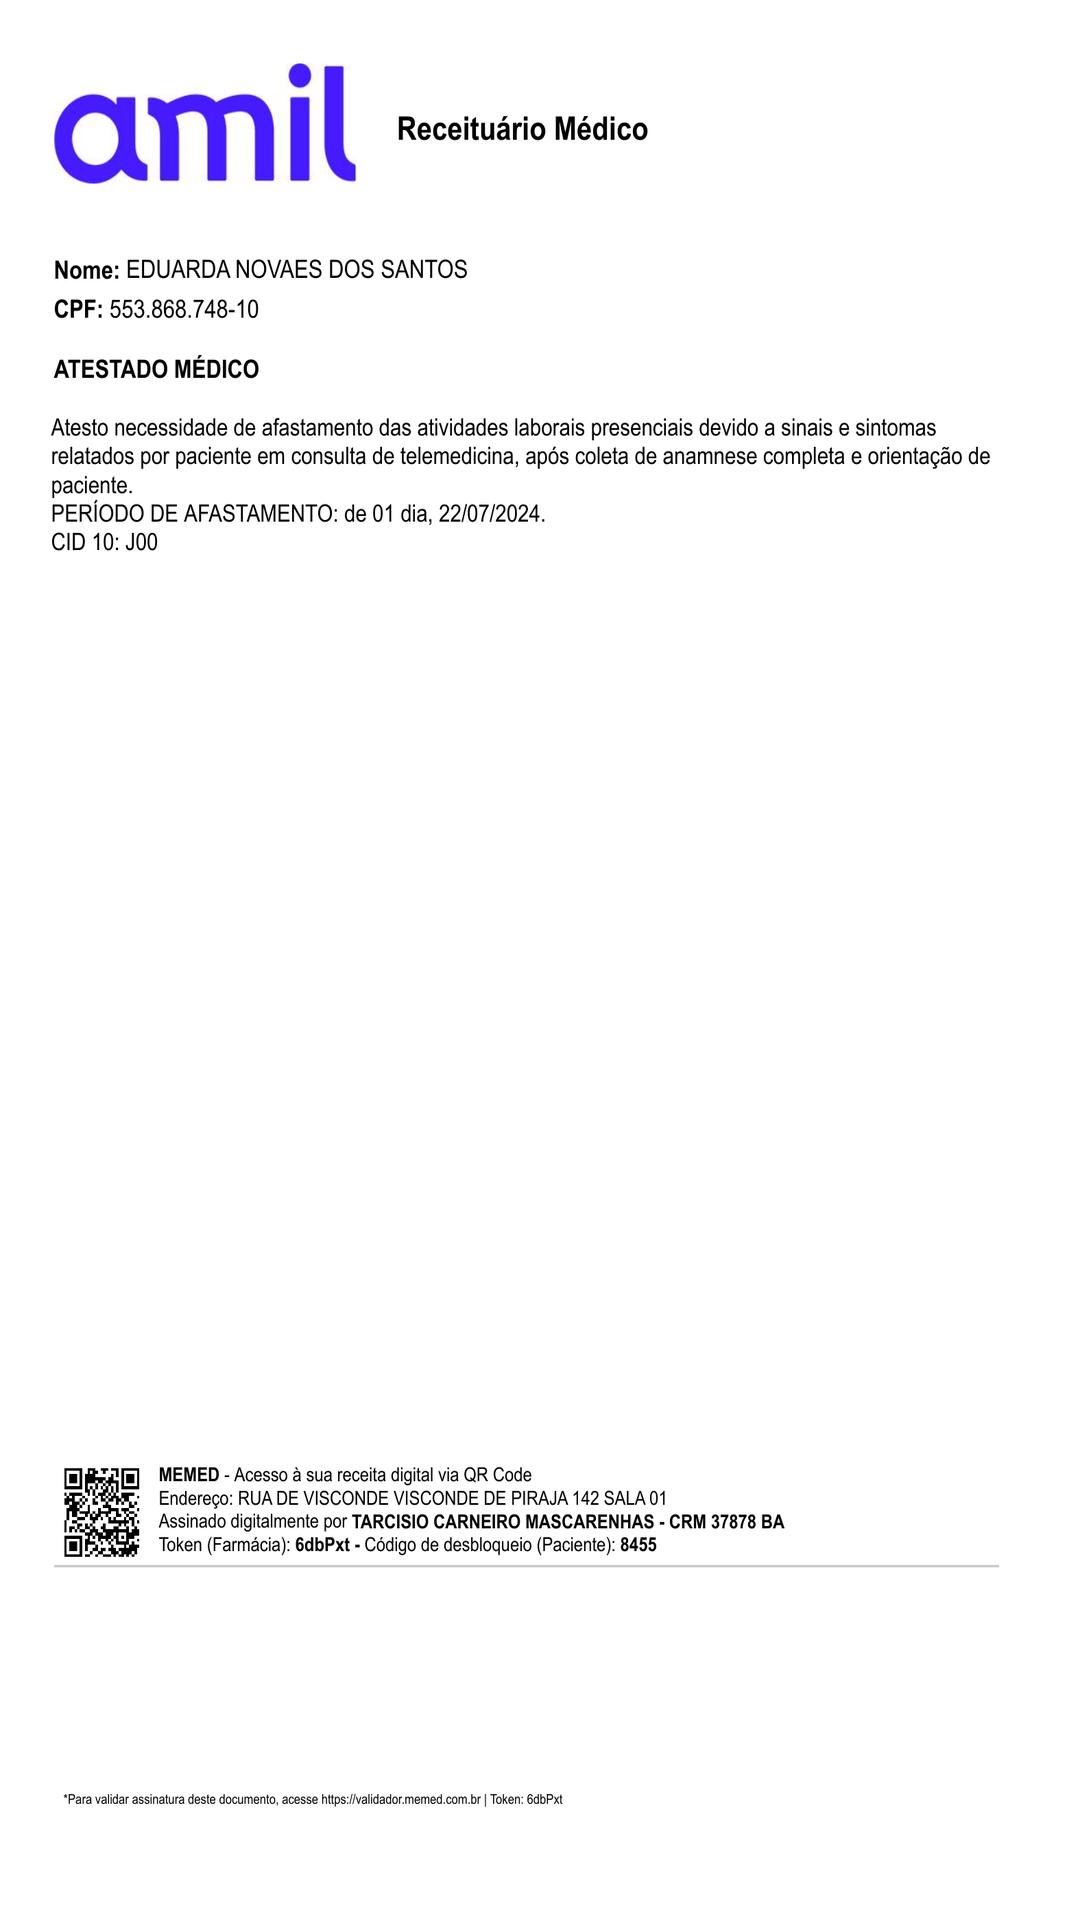 amil
Receituário Médico
Nome: EDUARDA NOVAES DOS SANTOS
CPF: 553.868.748-10
ATESTADO MÉDICO
Atesto necessidade de afastamento das atividades laborais presenciais devido a sinais e sintomas
relatados por paciente em consulta de telemedicina, após coleta de anamnese completa e orientação de
paciente.
PERÍODO DE AFASTAMENTO: de 01 dia, 22/07/2024.
CID 10: J00
MEMED - Acesso à sua receita digital via QR Code
Endereço: RUA DE VISCONDE VISCONDE DE PIRAJA 142 SALA 01
Assinado digitalmente por TARCISIO CARNEIRO MASCARENHAS - CRM 37878 BA
Token (Farmácia): 6dbPxt - Código de desbloqueio (Paciente): 8455
*Para validar assinatura deste documento, acesse https://validador.memed.com.br | Token: 6dbPxt